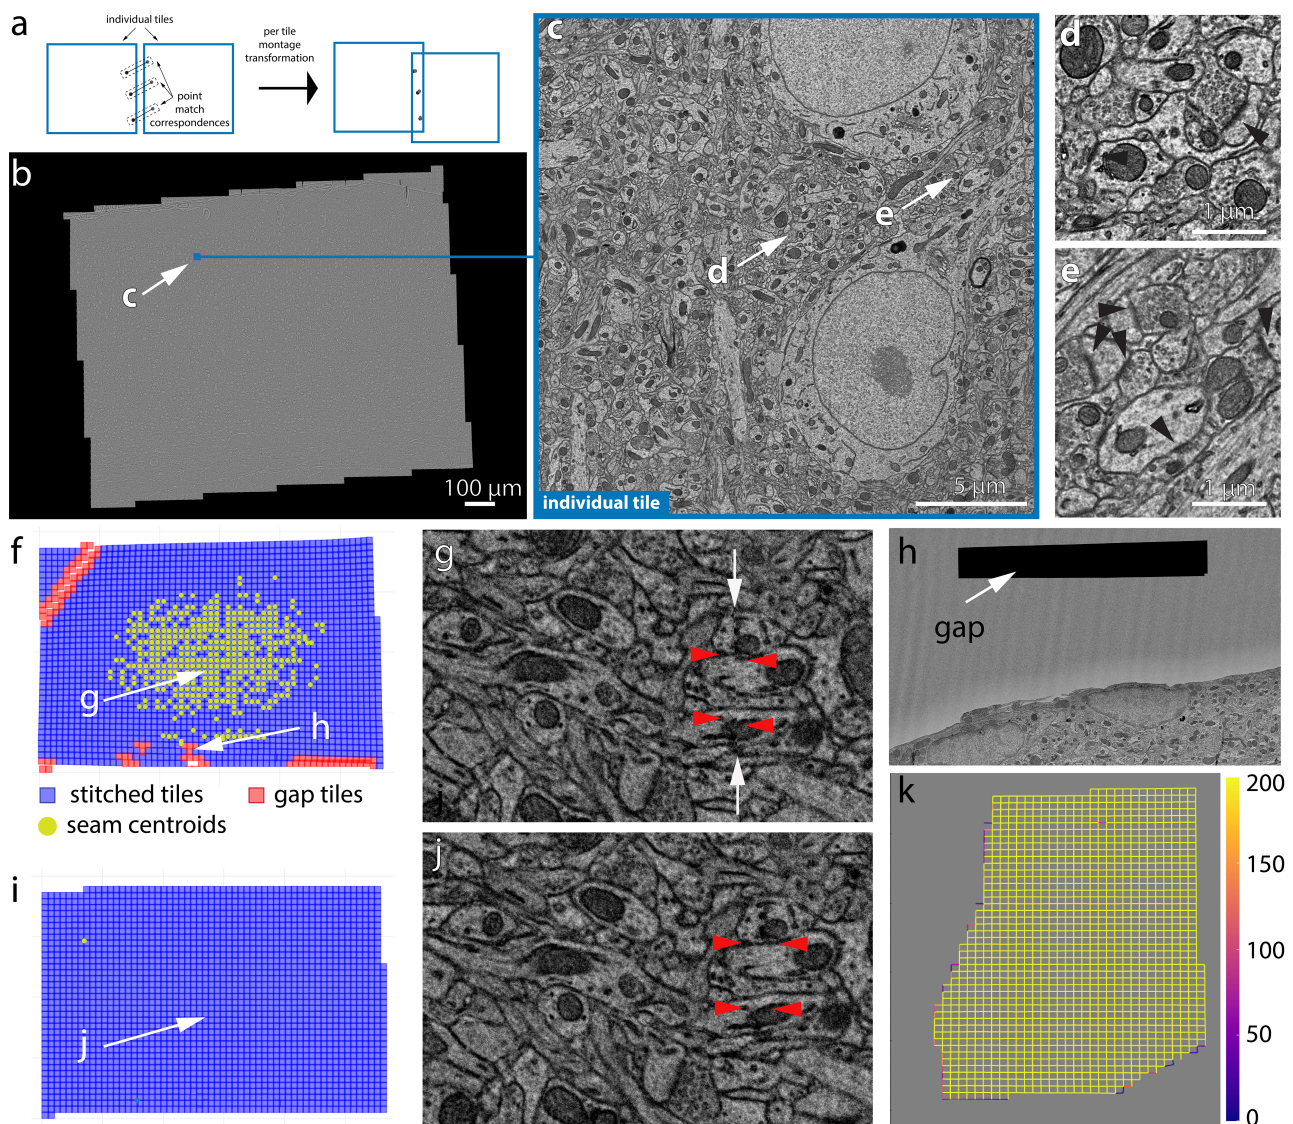 a
individual tiles
per tile
montage
transformation
point
match
correspondences
b
c
100 µm
c
d
e
individual tile
5 µm
d
1 µm
e
1 µm
f
g
h
stitched tiles
gap tiles
seam centroids
g
i
h
gap
i
j
j
k
200
150
100
50
0